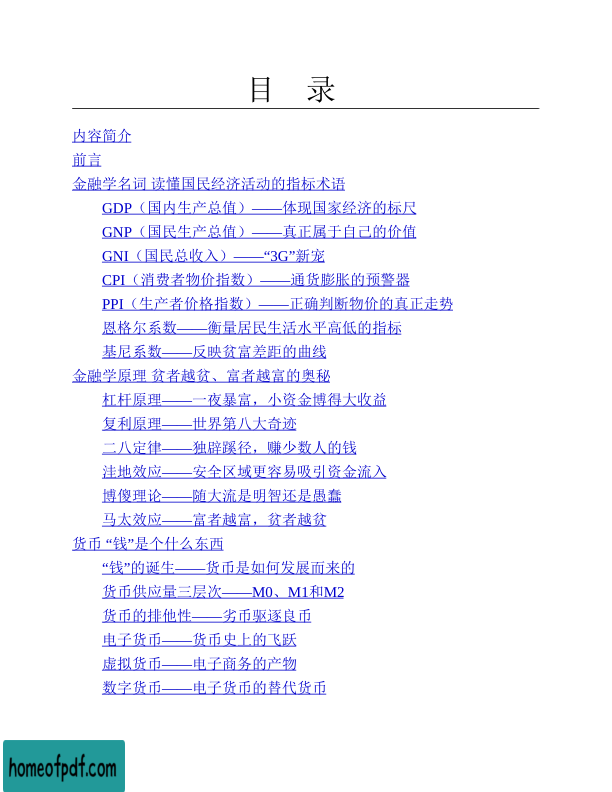 目 录
内容简介
前言
金融学名词 读懂国民经济活动的指标术语
GDP（国内生产总值）——体现国家经济的标尺
GNP（国民生产总值）——真正属于自己的价值
GNI（国民总收入）——“3G”新宠
CPI（消费者物价指数）——通货膨胀的预警器
PPI（生产者价格指数）——正确判断物价的真正走势
恩格尔系数——衡量居民生活水平高低的指标
基尼系数——反映贫富差距的曲线
金融学原理 贫者越贫、富者越富的奥秘
杠杆原理——一夜暴富，小资金博得大收益
复利原理——世界第八大奇迹
二八定律——独辟蹊径，赚少数人的钱
洼地效应——安全区域更容易吸引资金流入
博傻理论——随大流是明智还是愚蠢
马太效应——富者越富，贫者越贫
货币 “钱”是个什么东西
“钱”的诞生——货币是如何发展而来的
货币供应量三层次——M0、M1和M2
货币的排他性——劣币驱逐良币
电子货币——货币史上的飞跃
虚拟货币——电子商务的产物
数字货币——电子货币的替代货币
homeofpdf.com